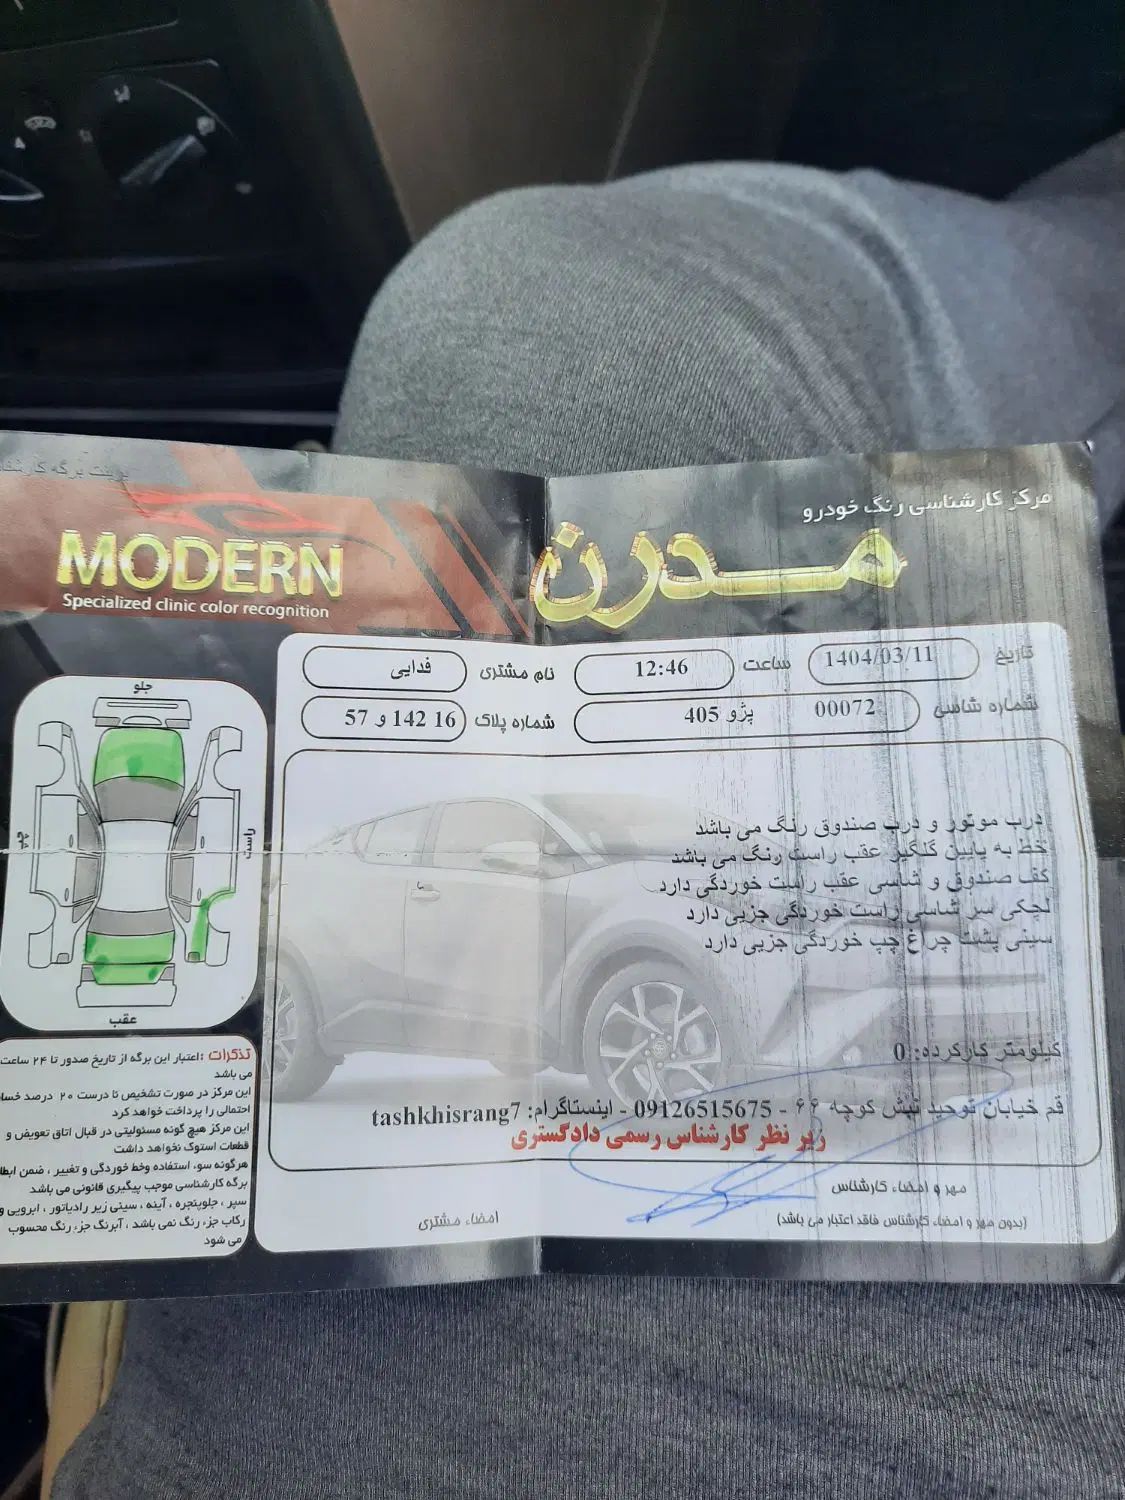 پرینت برگه
مرکز کارشناسی رنگ خودرو
مدرن
MODERN
Specialized clinic color recognition
تاریخ 1404/03/11 ساعت 12:46 نام مشتری فدایی
شماره شاسی 00072 پژو 405 شماره پلاک 16 142 و 57
جلو
راست
عقب
درب موتور و درب صندوق رنگ می باشد
خط به پایین گلگیر عقب راست رنگ می باشد
کف صندوق و شاسی عقب راست خوردگی دارد
لچکی سر شاسی راست خوردگی جزیی دارد
سینی پشت چراغ چپ خوردگی جزیی دارد
کیلومتر کارکرده: 0
قم خیابان توحید نبش کوچه ۶۶ - 09126515675 - اینستاگرام: tashkhisrang7
زیر نظر کارشناس رسمی دادگستری
مهر و امضاء کارشناس
(بدون مهر و امضاء کارشناس فاقد اعتبار می باشد)
امضاء مشتری
تذکرات : اعتبار این برگه از تاریخ صدور تا ۲۴ ساعت
می باشد
این مرکز در صورت تشخیص نا درست ۲۰ درصد
احتمالی را پرداخت خواهد کرد
این مرکز هیچ گونه مسئولیتی در قبال اتاق تعویض و
قطعات استوک نخواهد داشت
هرگونه سوء استفاده وخط خوردگی و تغییر ، ضمن
برگه کارشناسی موجب پیگیری قانونی می باشد
سپر ، جلوپنجره ، آینه ، سینی زیر رادیاتور ، ابرویی و
رکاب جزء رنگ نمی باشد ، آبرنگ جزء رنگ محسوب
می شود